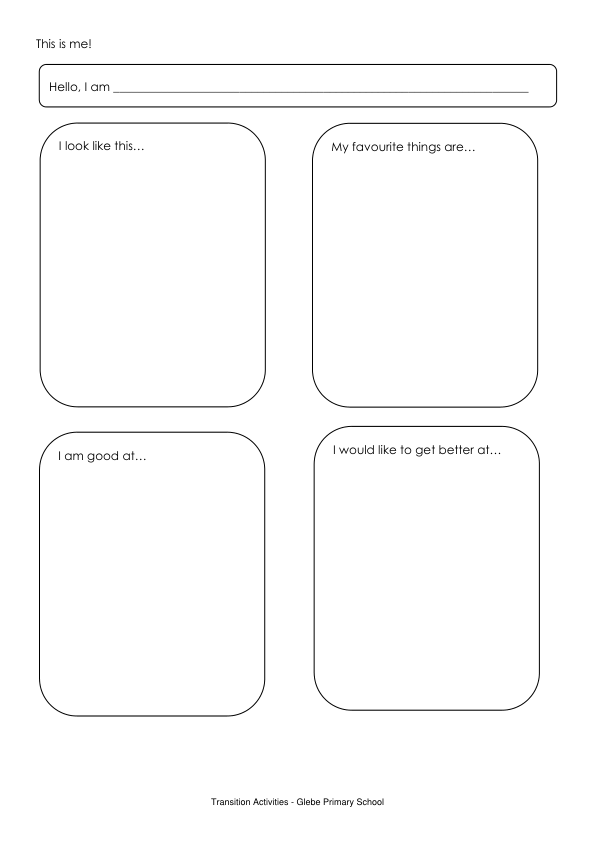 This is me!
Hello, I am ______________________________________________________________
I look like this…
My favourite things are…
I am good at…
I would like to get better at…
Transition Activities - Glebe Primary School